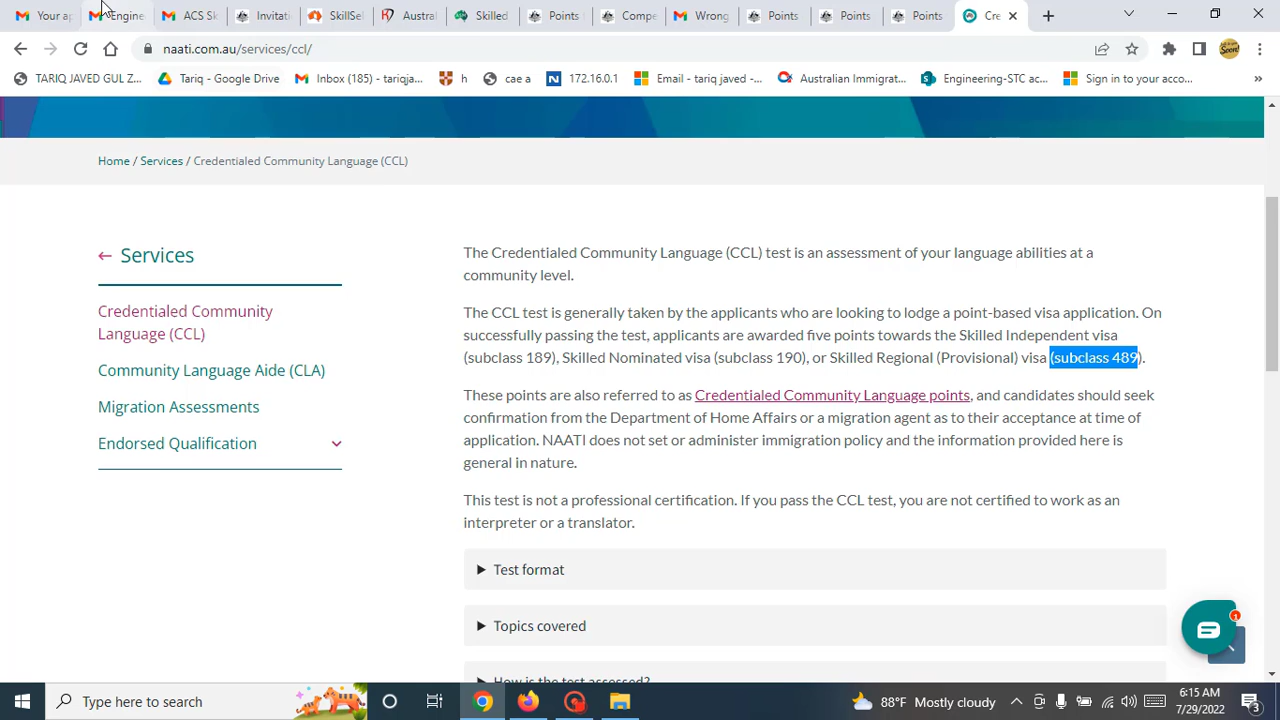 Your ap
Engine
ACS Sk
Invitati
SkillSel
Austral
Skilled
Points t
Compe
Wrong
Points
Points
Points
Cre
naati.com.au/services/ccl/
TARIQ JAVED GUL Z...
Tariq - Google Drive
Inbox (185) - tariqja...
h
cae a
172.16.0.1
Email - tariq javed -...
Australian Immigrat...
Engineering-STC ac...
Sign in to your acco...
»
Home / Services / Credentialed Community Language (CCL)
← Services
Credentialed Community
Language (CCL)
Community Language Aide (CLA)
Migration Assessments
Endorsed Qualification
The Credentialed Community Language (CCL) test is an assessment of your language abilities at a
community level.
The CCL test is generally taken by the applicants who are looking to lodge a point-based visa application. On
successfully passing the test, applicants are awarded five points towards the Skilled Independent visa
(subclass 189), Skilled Nominated visa (subclass 190), or Skilled Regional (Provisional) visa (subclass 489).
These points are also referred to as Credentialed Community Language points, and candidates should seek
confirmation from the Department of Home Affairs or a migration agent as to their acceptance at time of
application. NAATI does not set or administer immigration policy and the information provided here is
general in nature.
This test is not a professional certification. If you pass the CCL test, you are not certified to work as an
interpreter or a translator.
▶ Test format
▶ Topics covered
How is the test assessed?
1
Type here to search
88°F Mostly cloudy
6:15 AM
7/29/2022
3